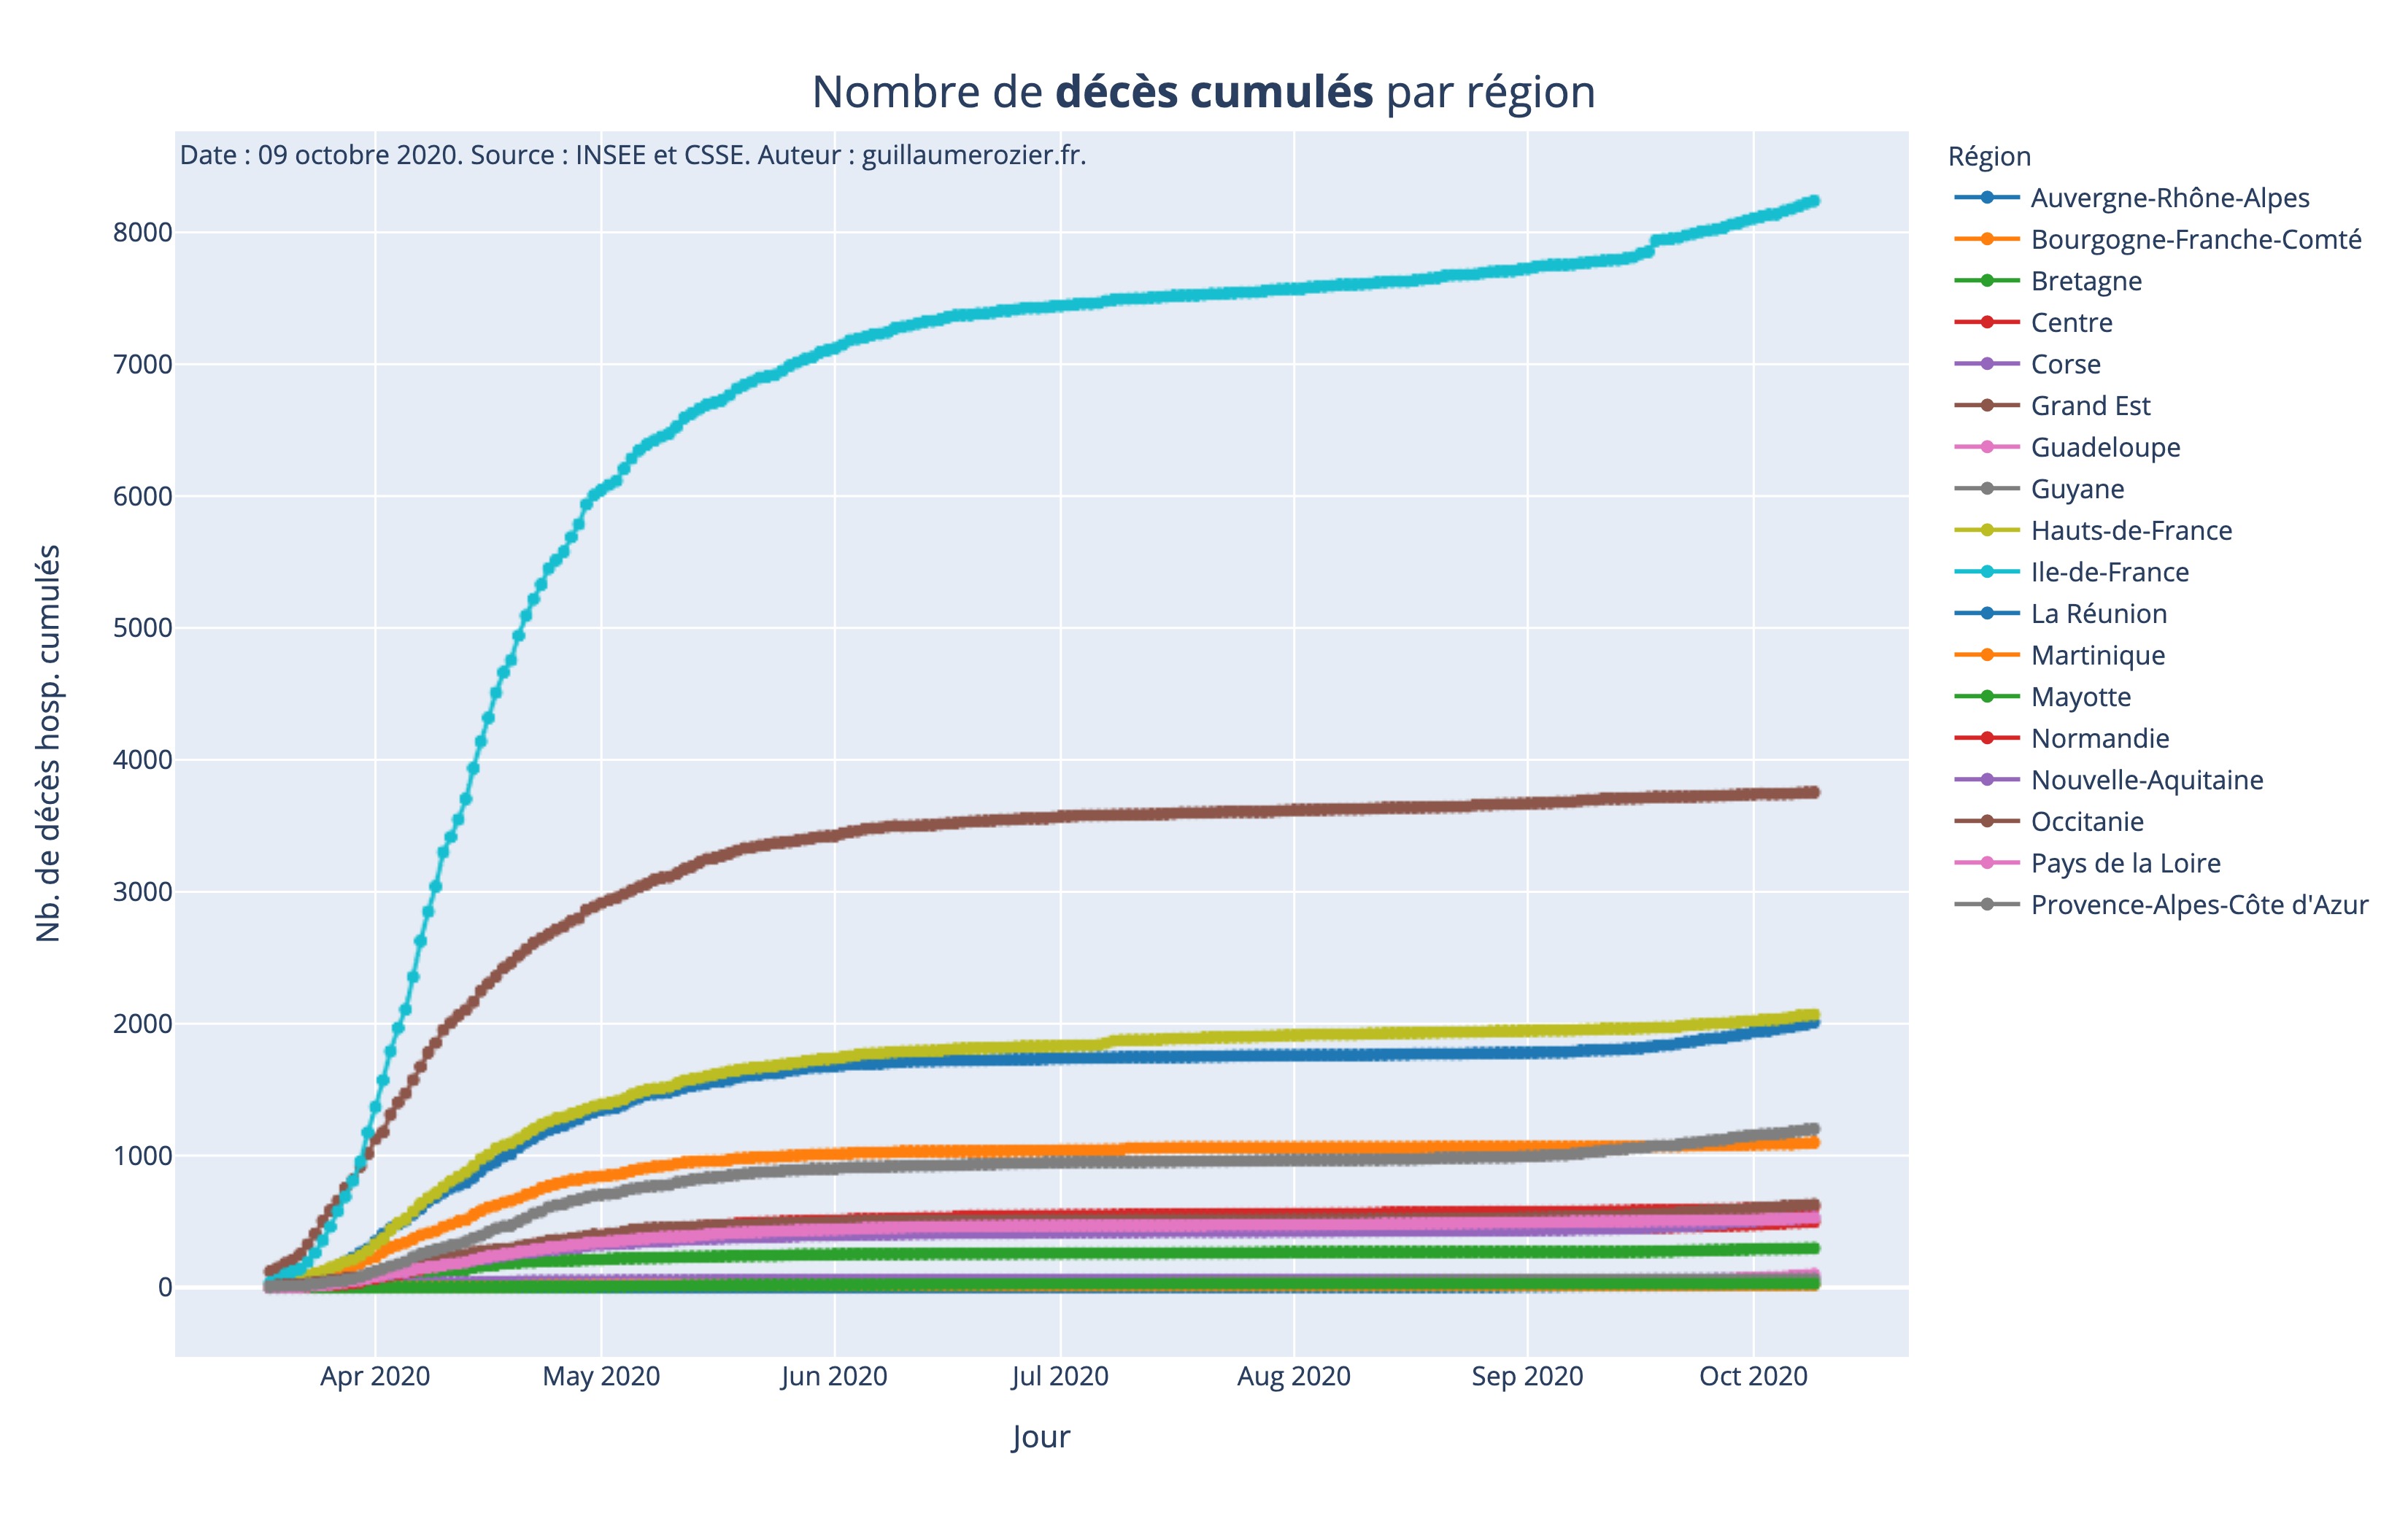 Nombre de décès cumulés par région
Date : 09 octobre 2020. Source : INSEE et CSSE. Auteur : guillaumerozier.fr.
Nb. de décès hosp. cumulés
8000
7000
6000
5000
4000
3000
2000
1000
0
Apr 2020 May 2020 Jun 2020 Jul 2020 Aug 2020 Sep 2020 Oct 2020
Jour
Région
Auvergne-Rhône-Alpes
Bourgogne-Franche-Comté
Bretagne
Centre
Corse
Grand Est
Guadeloupe
Guyane
Hauts-de-France
Ile-de-France
La Réunion
Martinique
Mayotte
Normandie
Nouvelle-Aquitaine
Occitanie
Pays de la Loire
Provence-Alpes-Côte d'Azur